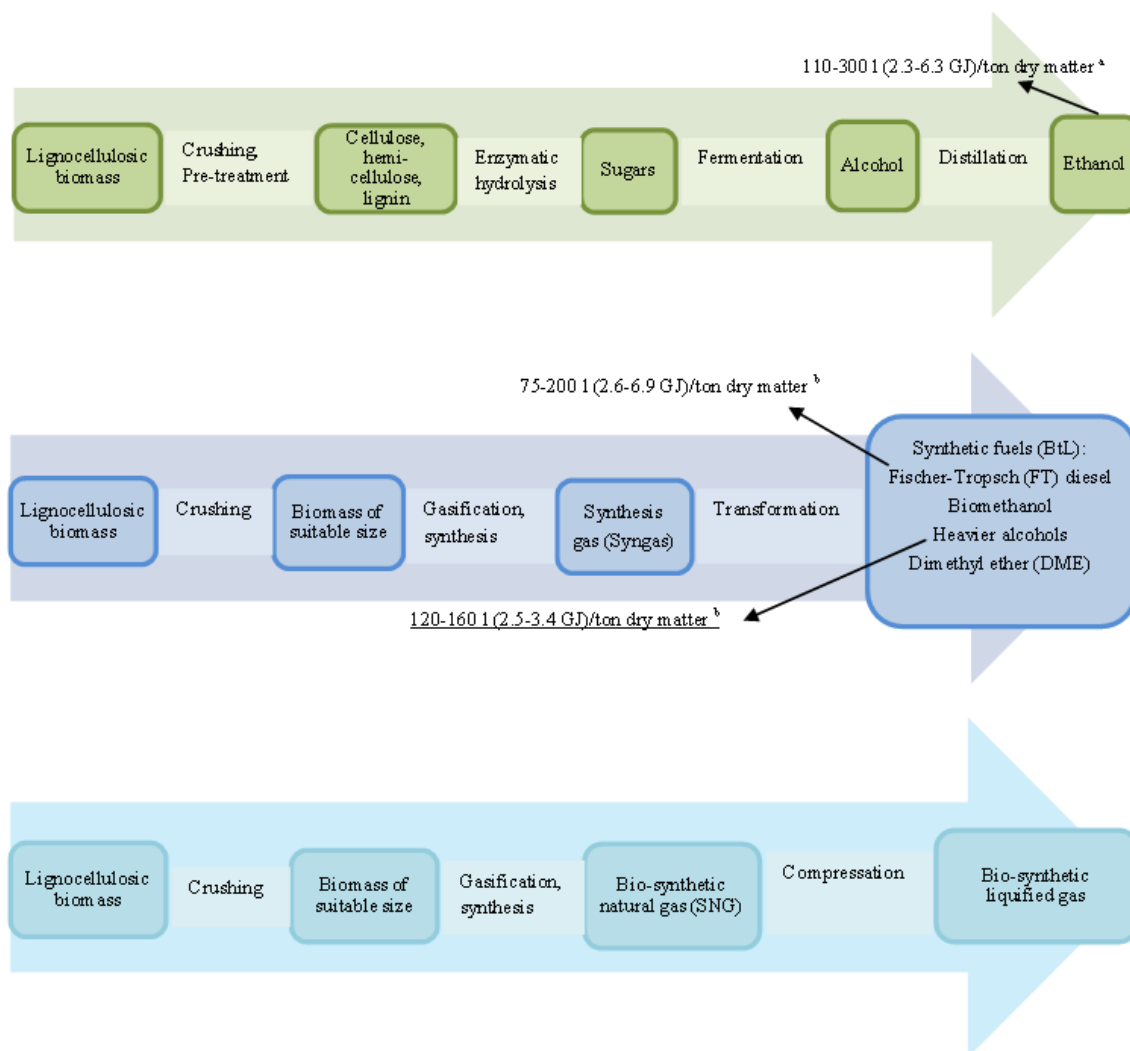 110-300 l (2.3-6.3 GJ)/ton dry matter ᵃ
Lignocellulosic
biomass
Crushing,
Pre-treatment
Cellulose,
hemi-
cellulose,
lignin
Enzymatic
hydrolysis
Sugars
Fermentation
Alcohol
Distillation
Ethanol
75-200 l (2.6-6.9 GJ)/ton dry matter ᵇ
Lignocellulosic
biomass
Crushing
Biomass of
suitable size
Gasification,
synthesis
Synthesis
gas (Syngas)
Transformation
Synthetic fuels (BtL):
Fischer-Tropsch (FT) diesel
Biomethanol
Heavier alcohols
Dimethyl ether (DME)
120-160 l (2.5-3.4 GJ)/ton dry matter ᵇ
Lignocellulosic
biomass
Crushing
Biomass of
suitable size
Gasification,
synthesis
Bio-synthetic
natural gas (SNG)
Compressation
Bio-synthetic
liquified gas